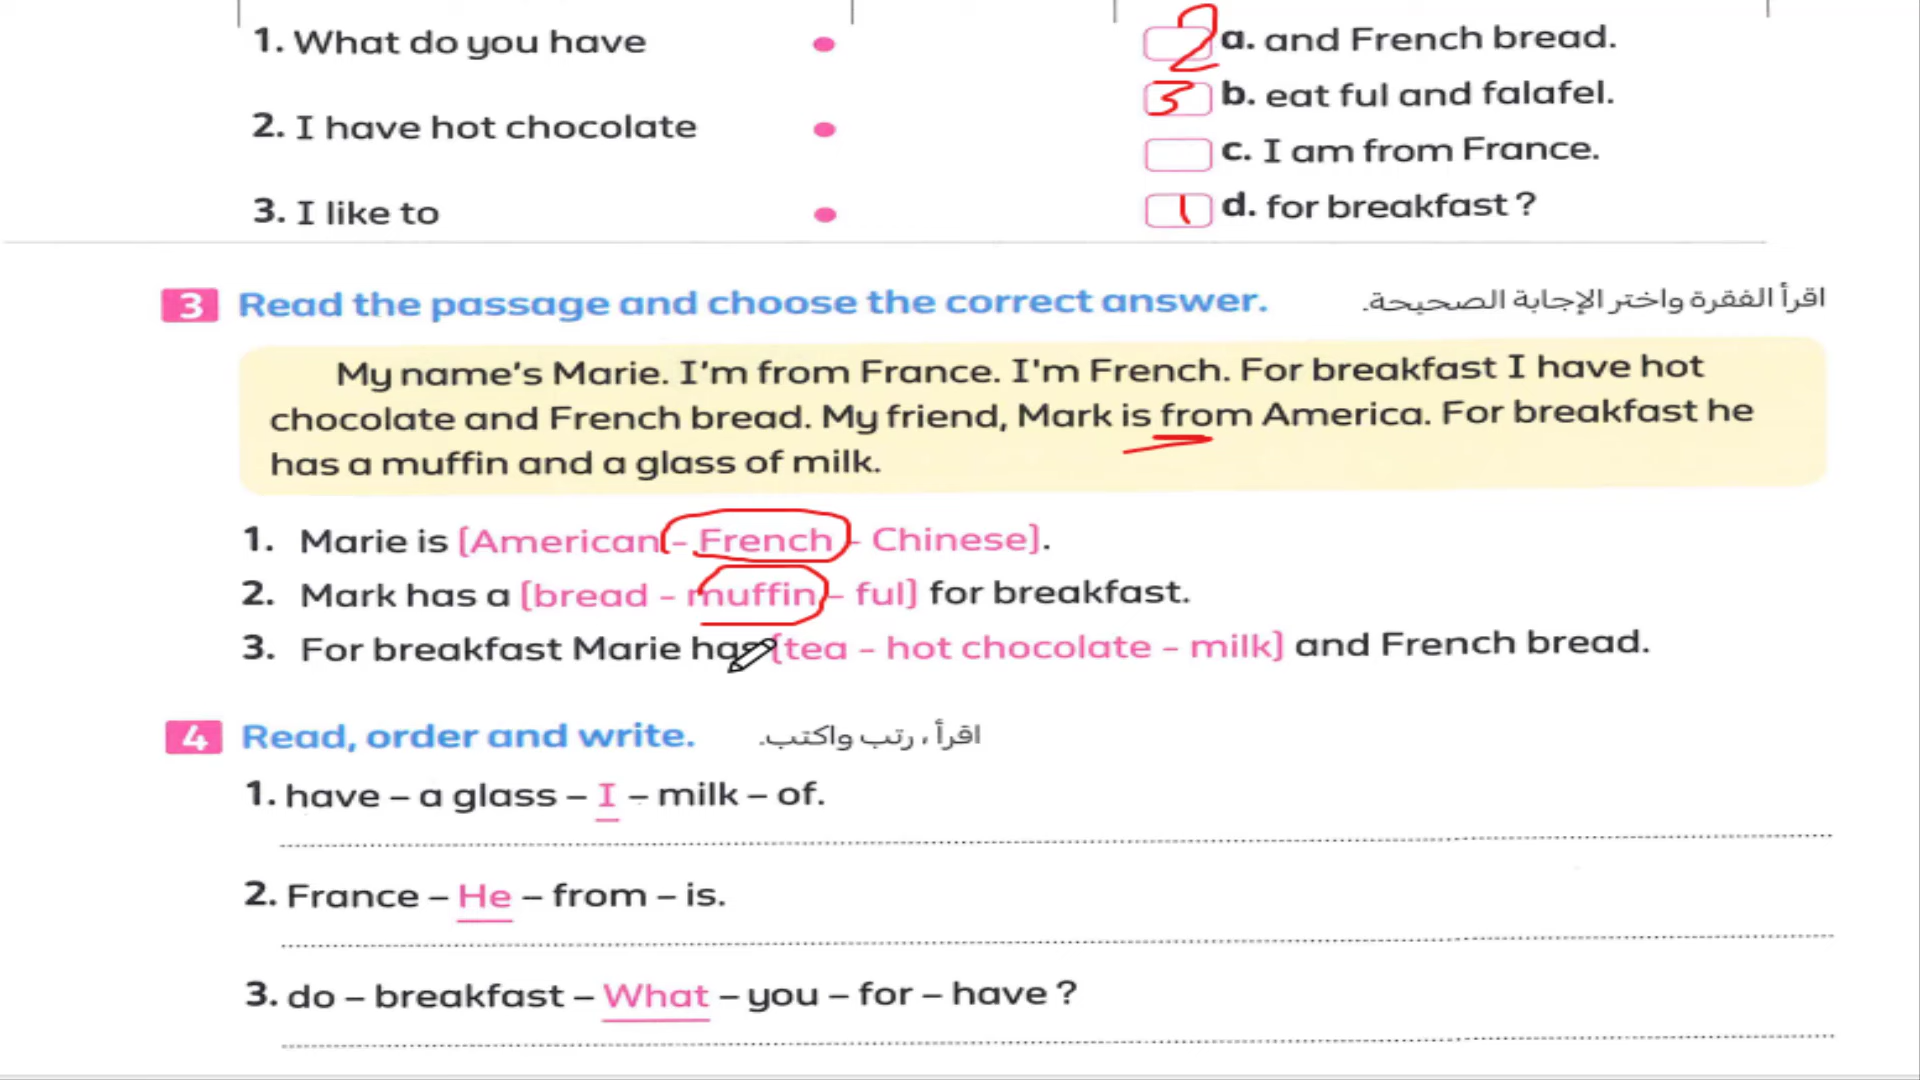 1. What do you have
2 a. and French bread.
3 b. eat ful and falafel.
2. I have hot chocolate
c. I am from France.
3. I like to
1 d. for breakfast ?
3 Read the passage and choose the correct answer. اقرأ الفقرة واختر الإجابة الصحيحة.
My name's Marie. I'm from France. I'm French. For breakfast I have hot
chocolate and French bread. My friend, Mark is from America. For breakfast he
has a muffin and a glass of milk.
1. Marie is [American - French - Chinese].
2. Mark has a [bread - muffin - ful] for breakfast.
3. For breakfast Marie has [tea - hot chocolate - milk] and French bread.
4 Read, order and write. اقرأ، رتب واكتب.
1. have – a glass – I – milk – of.
2. France – He – from – is.
3. do – breakfast – What – you – for – have ?